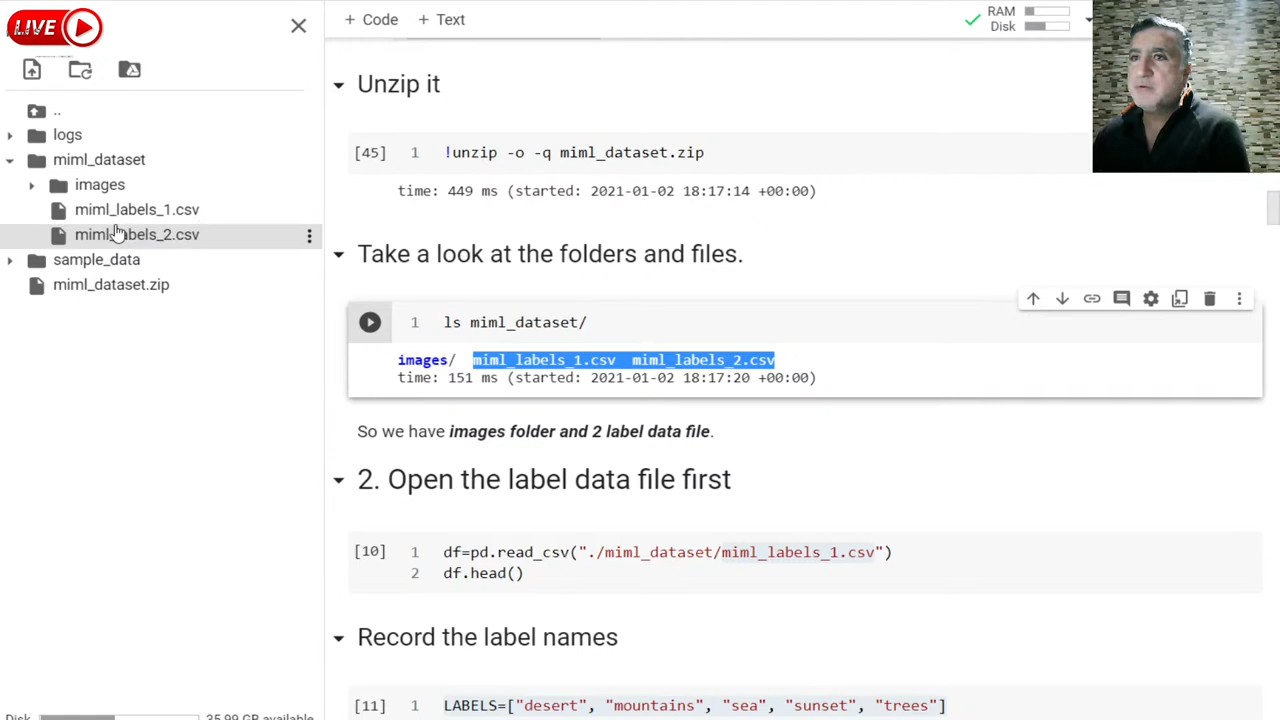 LIVE
+ Code + Text
RAM
Disk
..
logs
miml_dataset
images
miml_labels_1.csv
miml_labels_2.csv
sample_data
miml_dataset.zip
Disk 35.99 GB available
Unzip it
[45] 1 !unzip -o -q miml_dataset.zip
time: 449 ms (started: 2021-01-02 18:17:14 +00:00)
Take a look at the folders and files.
1 ls miml_dataset/
images/ miml_labels_1.csv miml_labels_2.csv
time: 151 ms (started: 2021-01-02 18:17:20 +00:00)
So we have images folder and 2 label data file.
2. Open the label data file first
[10] 1 df=pd.read_csv("./miml_dataset/miml_labels_1.csv")
2 df.head()
Record the label names
[11] 1 LABELS=["desert", "mountains", "sea", "sunset", "trees"]